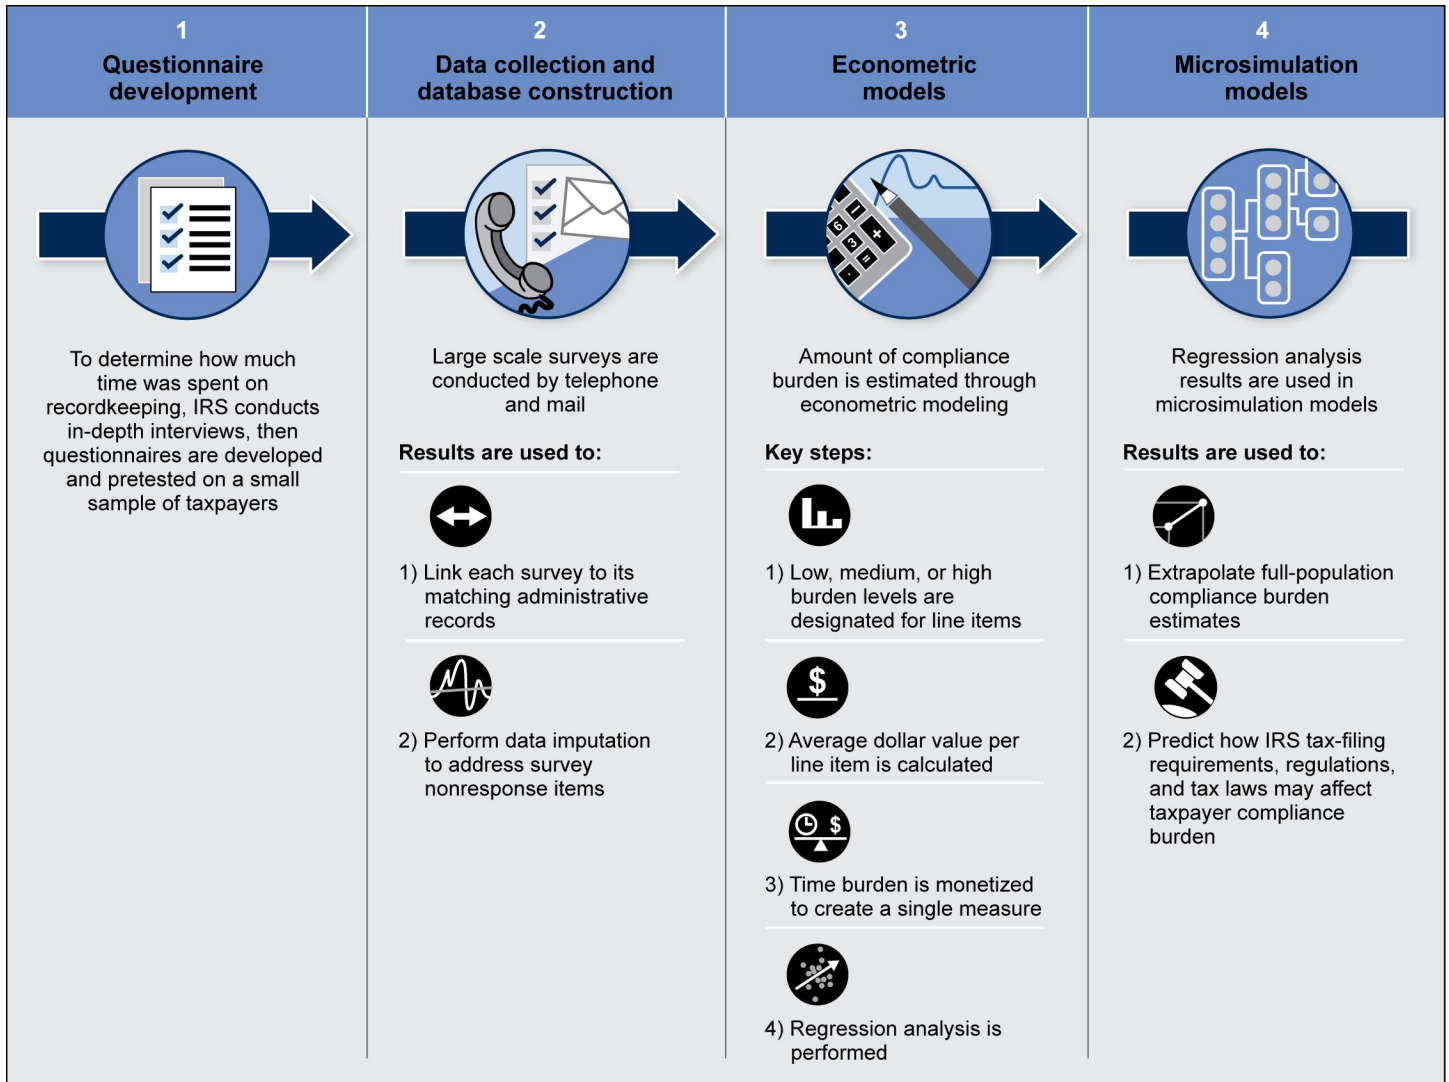 1
Questionnaire
development
2
Data collection and
database construction
3
Econometric
models
4
Microsimulation
models
To determine how much
time was spent on
recordkeeping, IRS conducts
in-depth interviews, then
questionnaires are developed
and pretested on a small
sample of taxpayers
Large scale surveys are
conducted by telephone
and mail
Results are used to:
1) Link each survey to its
matching administrative
records
2) Perform data imputation
to address survey
nonresponse items
6
3
+
=
Amount of compliance
burden is estimated through
econometric modeling
Key steps:
1) Low, medium, or high
burden levels are
designated for line items
$
2) Average dollar value per
line item is calculated
$
3) Time burden is monetized
to create a single measure
4) Regression analysis is
performed
Regression analysis
results are used in
microsimulation models
Results are used to:
1) Extrapolate full-population
compliance burden
estimates
2) Predict how IRS tax-filing
requirements, regulations,
and tax laws may affect
taxpayer compliance
burden